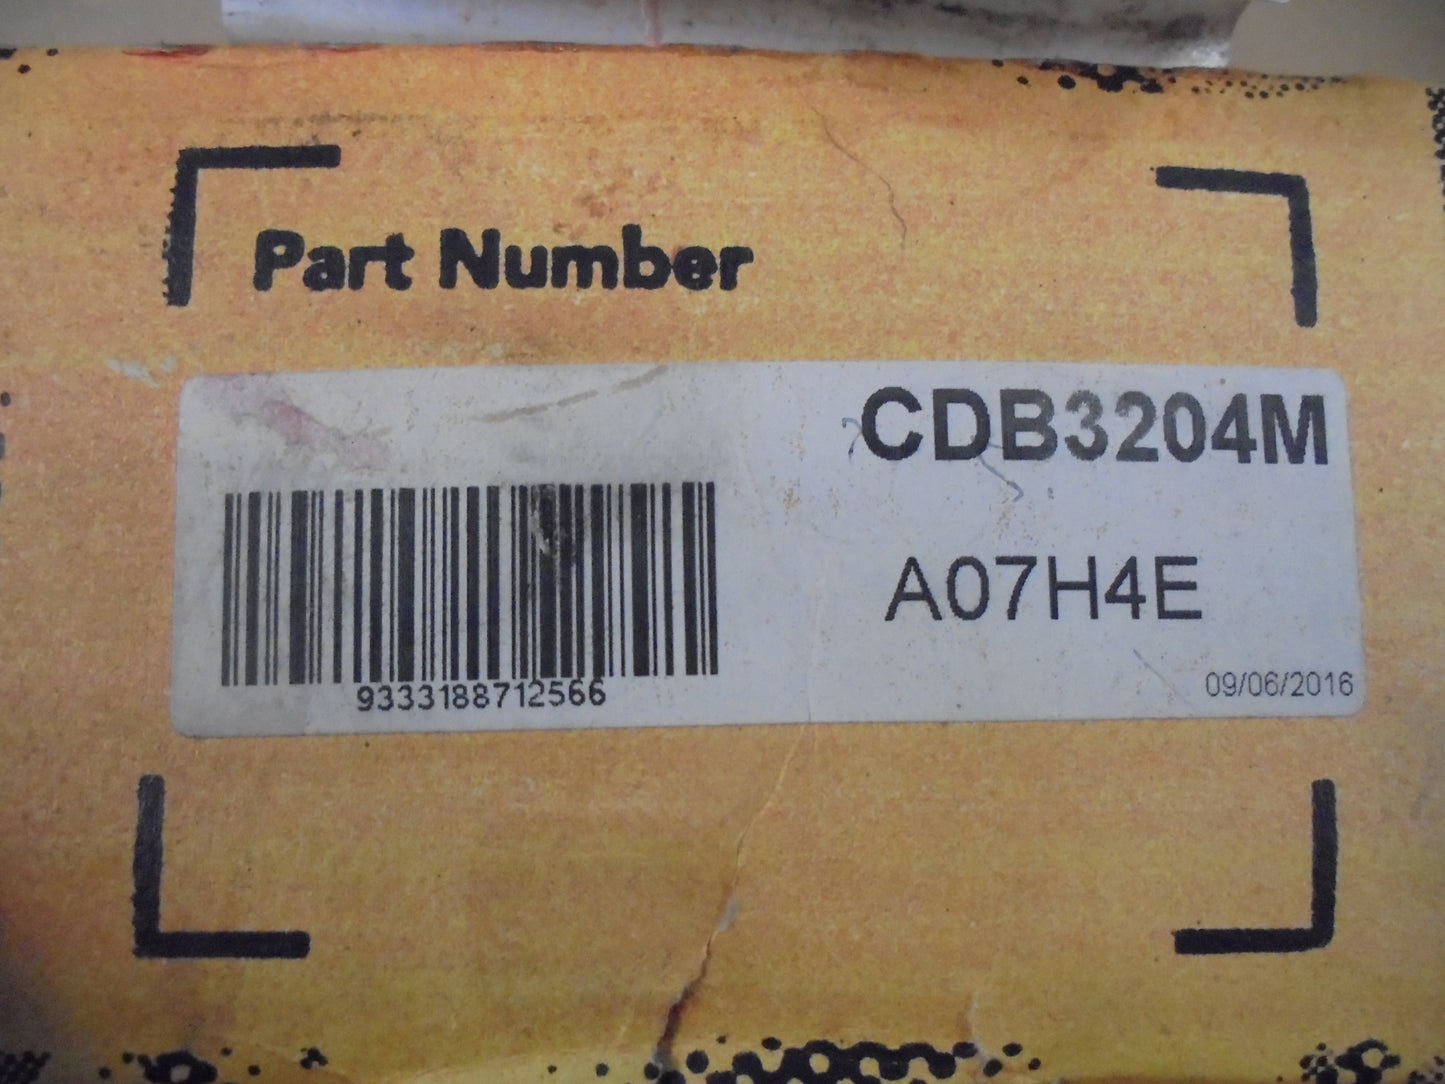 Part Number
CDB3204M
A07H4E
09/06/2016
9333188712566